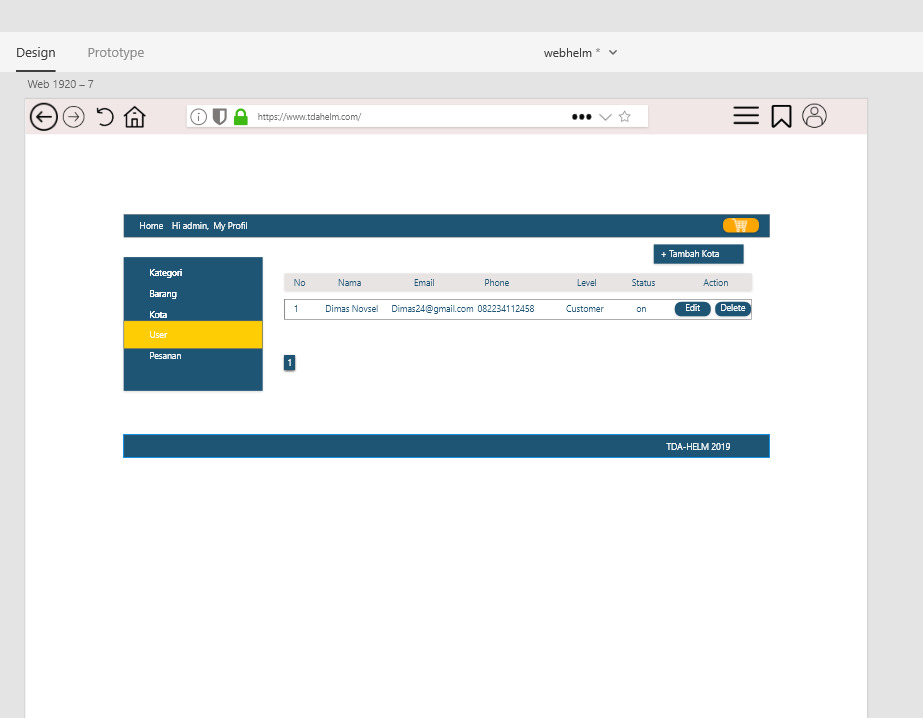 Design Prototype webhelm *
Web 1920 – 7
https://www.tdahelm.com/
Home Hi admin, My Profil
+ Tambah Kota
Kategori
Barang
Kota
User
Pesanan
No Nama Email Phone Level Status Action
1 Dimas Novsel Dimas24@gmail.com 082234112458 Customer on Edit Delete
1
TDA-HELM 2019